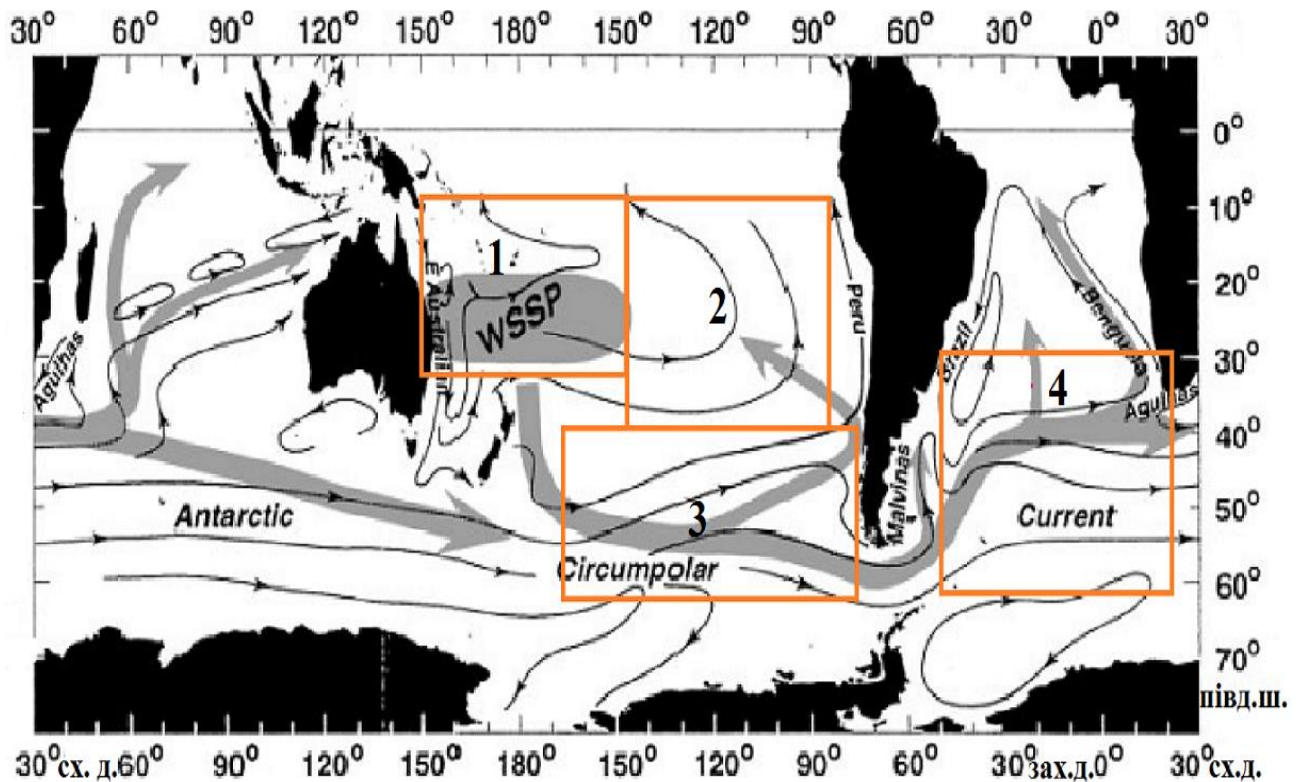 30° 60° 90° 120° 150° 180° 150° 120° 90° 60° 30° 0° 30°
0°
10°
20°
30°
40°
50°
60°
70°
півд.ш.
1
2
3
4
WSSP
E Australian
Peru
Brazil
Benguela
Agulhas
Agulhas
Malvinas
Antarctic
Circumpolar
Current
30° сх. д. 60° 90° 120° 150° 180° 150° 120° 90° 60° 30° зах.д. 0° 30° сх.д.